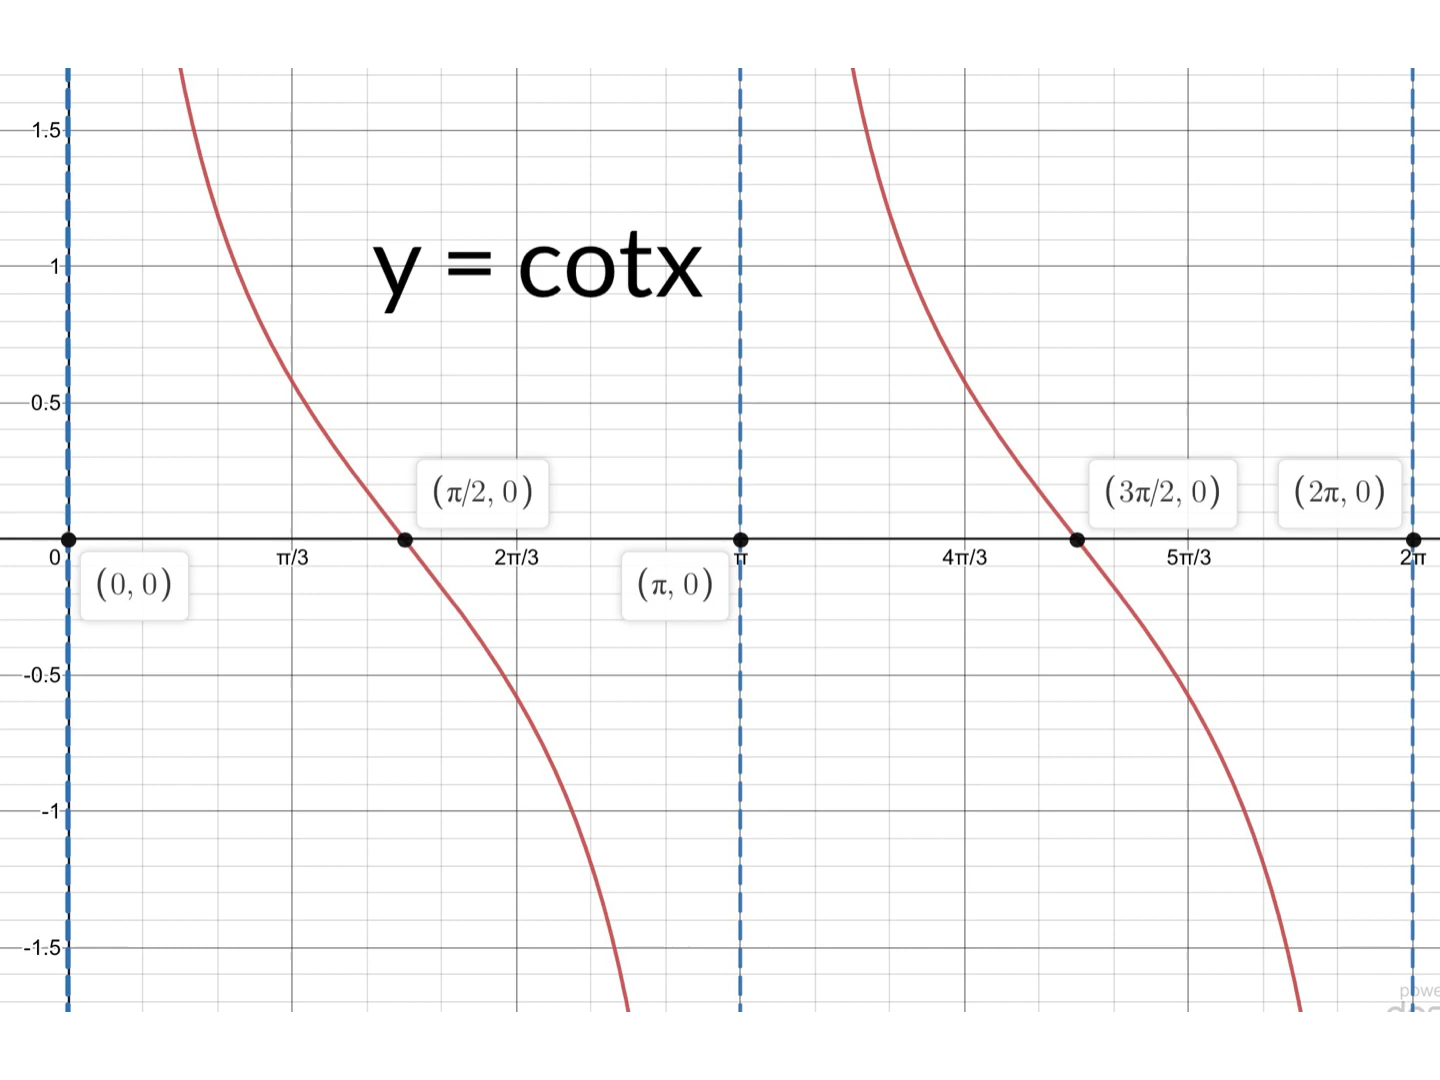 1.5
y = cotx
1
0.5
(π/2, 0)
(3π/2, 0)
(2π, 0)
0
π/3
2π/3
π
4π/3
5π/3
2π
(0, 0)
(π, 0)
-0.5
-1
-1.5